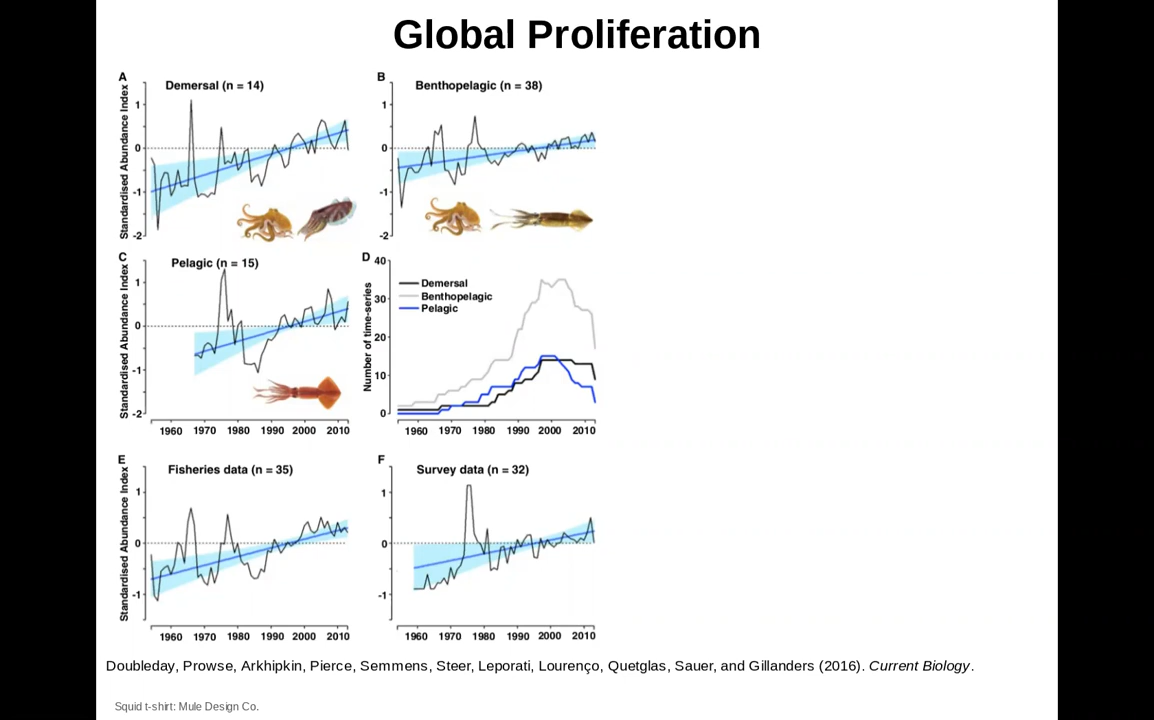 Global Proliferation
A
Demersal (n = 14)
Standardised Abundance Index
1
0
-1
-2
B
Benthopelagic (n = 38)
1
0
-1
-2
C
Pelagic (n = 15)
Standardised Abundance Index
1
0
-1
-2
1960 1970 1980 1990 2000 2010
D
Number of time-series
40
30
20
10
0
Demersal
Benthopelagic
Pelagic
1960 1970 1980 1990 2000 2010
E
Fisheries data (n = 35)
Standardised Abundance Index
1
0
-1
1960 1970 1980 1990 2000 2010
F
Survey data (n = 32)
1
0
-1
1960 1970 1980 1990 2000 2010
Doubleday, Prowse, Arkhipkin, Pierce, Semmens, Steer, Leporati, Lourenço, Quetglas, Sauer, and Gillanders (2016). Current Biology.
Squid t-shirt: Mule Design Co.